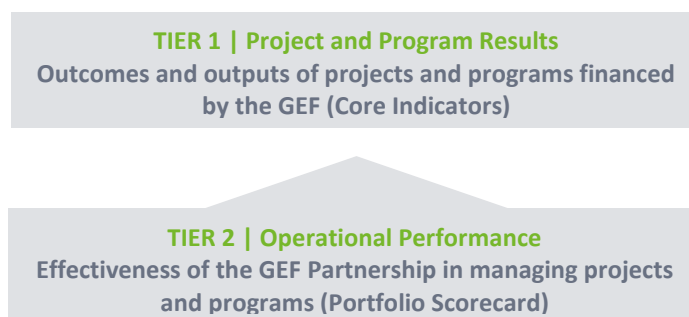 TIER 1 | Project and Program Results
Outcomes and outputs of projects and programs financed
by the GEF (Core Indicators)
TIER 2 | Operational Performance
Effectiveness of the GEF Partnership in managing projects
and programs (Portfolio Scorecard)